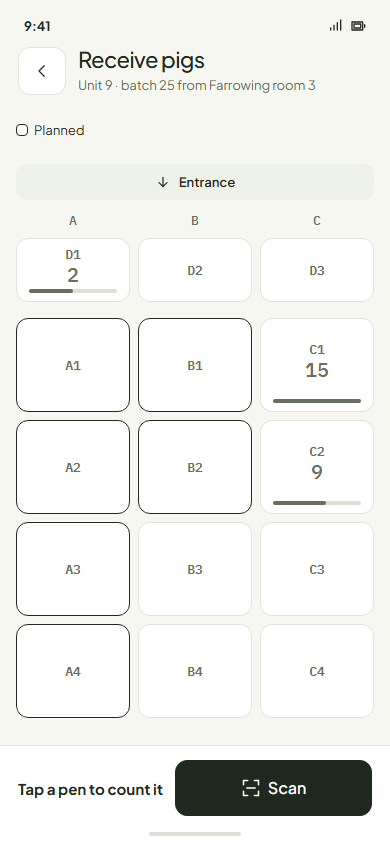 9:41
Receive pigs
Unit 9 · batch 25 from Farrowing room 3
Planned
Entrance
A B C
D1 D2 D3
2
A1 B1 C1
15
A2 B2 C2
9
A3 B3 C3
A4 B4 C4
Tap a pen to count it
Scan